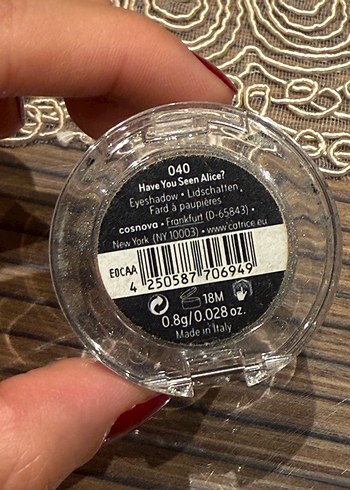 040
Have You Seen Alice?
Eyeshadow • Lidschatten
Fard à paupières
cosnova • Frankfurt (D-65843) •
New York (NY 10003) • www.catrice.eu
E0CAA
4 250587 706949
18M
0.8g/0.028 oz.
Made in Italy